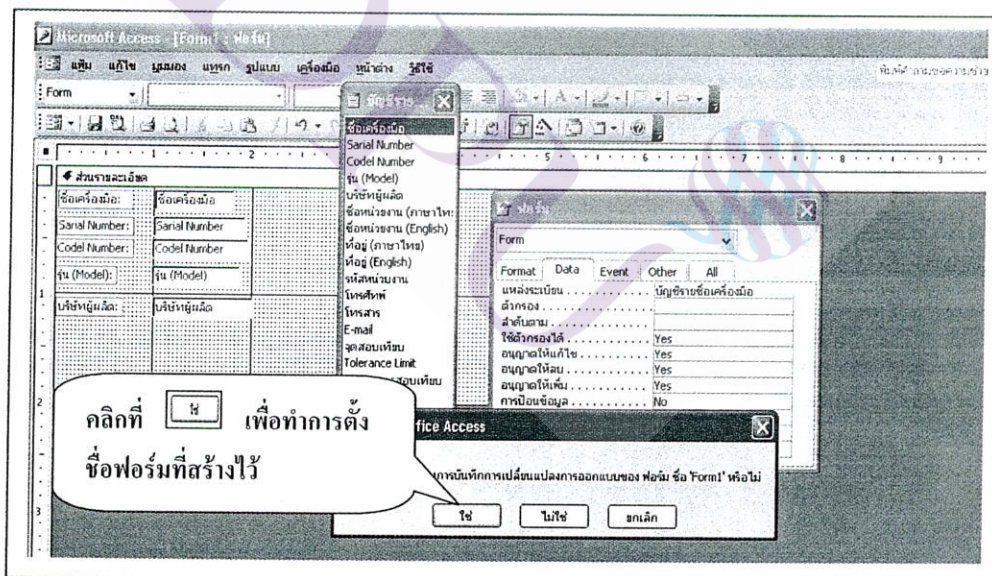 Microsoft Access - [Form1 : ฟอร์ม]
แฟ้ม แก้ไข มุมมอง แทรก รูปแบบ เครื่องมือ หน้าต่าง วิธีใช้
Form
บัญชีราย...
1 2 5 6 7 8 9
ส่วนรายละเอียด
ชื่อเครื่องมือ: ชื่อเครื่องมือ
Sarial Number: Sarial Number
Codel Number: Codel Number
รุ่น (Model): รุ่น (Model)
บริษัทผู้ผลิต: บริษัทผู้ผลิต
1
2
3
ชื่อเครื่องมือ
Sarial Number
Codel Number
รุ่น (Model)
บริษัทผู้ผลิต
ชื่อหน่วยงาน (ภาษาไทย
ชื่อหน่วยงาน (English)
ที่อยู่ (ภาษาไทย)
ที่อยู่ (English)
รหัสหน่วยงาน
โทรศัพท์
โทรสาร
E-mail
จุดสอบเทียบ
Tolerance Limit
สอบเทียบ
ฟอร์ม
Form
Format Data Event Other All
แหล่งระเบียน . . . . . . . . . . . . บัญชีรายชื่อเครื่องมือ
ตัวกรอง . . . . . . . . . . . . . . . .
ลำดับตาม . . . . . . . . . . . . . .
ใช้ตัวกรองได้ . . . . . . . . . . . . Yes
อนุญาตให้แก้ไข . . . . . . . . . . Yes
อนุญาตให้ลบ . . . . . . . . . . . Yes
อนุญาตให้เพิ่ม . . . . . . . . . . . Yes
การป้อนข้อมูล . . . . . . . . . . . No
คลิกที่ ใช่ เพื่อทำการตั้ง
ชื่อฟอร์มที่สร้างไว้
fice Access
การบันทึกการเปลี่ยนแปลงการออกแบบของ ฟอร์ม ชื่อ 'Form1' หรือไม่
ใช่ ไม่ใช่ ยกเลิก